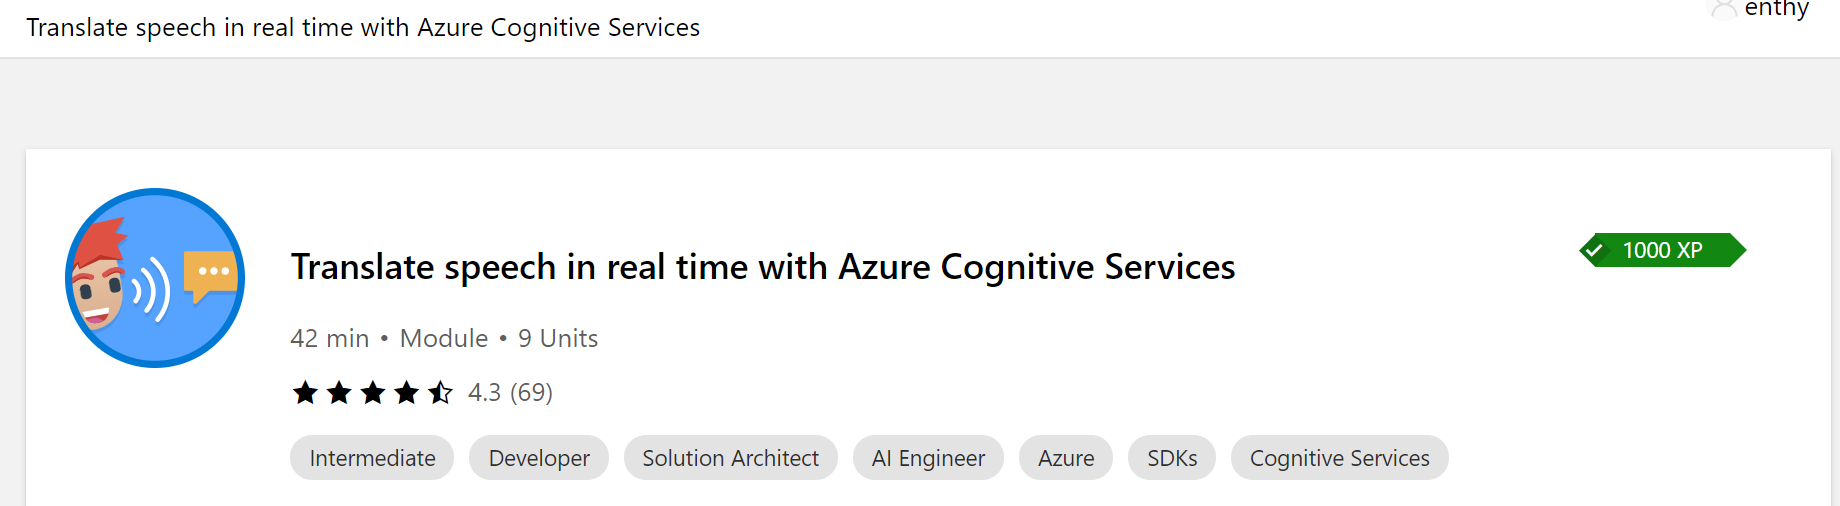 Translate speech in real time with Azure Cognitive Services
enthy
Translate speech in real time with Azure Cognitive Services
1000 XP
42 min • Module • 9 Units
4.3 (69)
Intermediate Developer Solution Architect AI Engineer Azure SDKs Cognitive Services